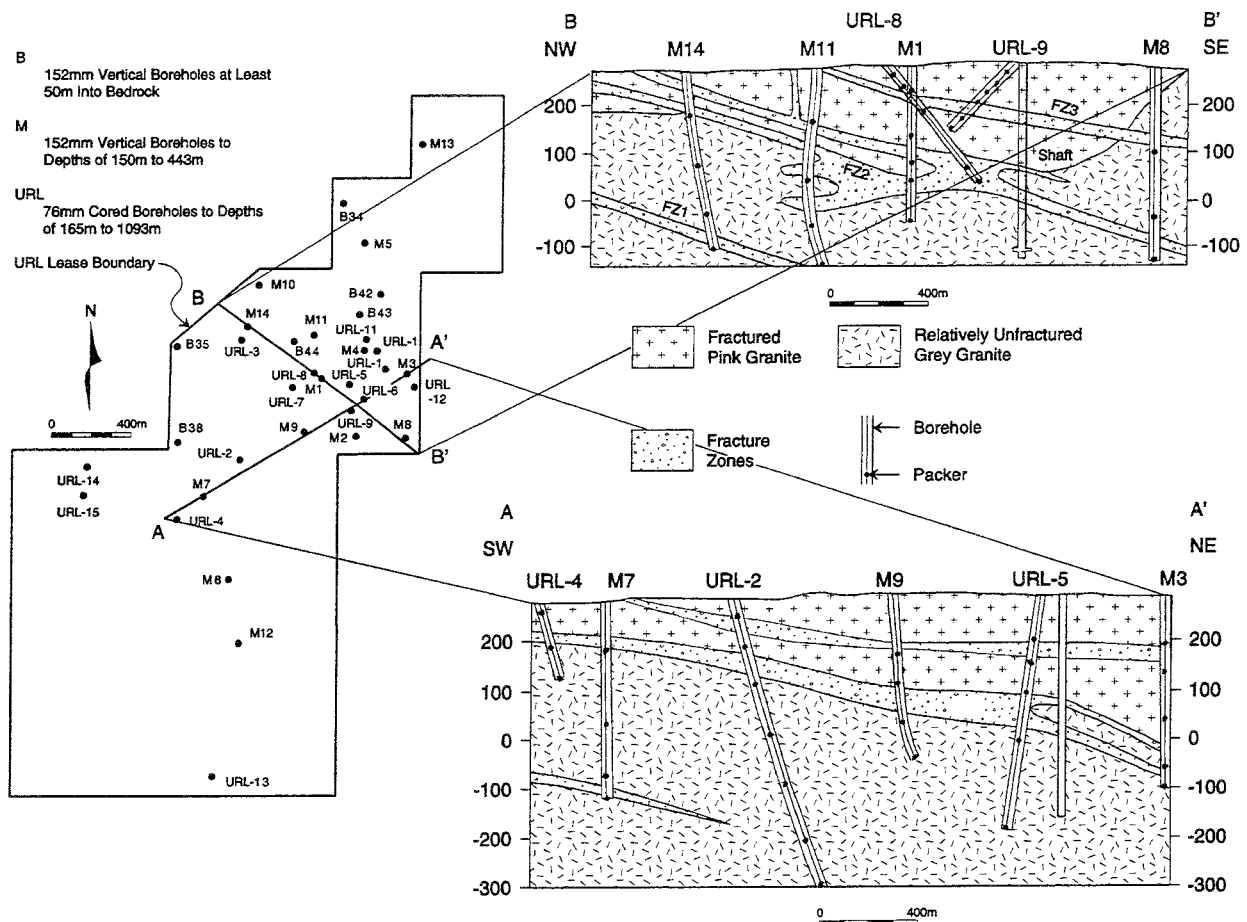 B
152mm Vertical Boreholes at Least
50m Into Bedrock
M
152mm Vertical Boreholes to
Depths of 150m to 443m
URL
76mm Cored Boreholes to Depths
of 165m to 1093m
URL Lease Boundary
N
0 400m
M13
B34
M5
M10
B
M14
B42
B43
M11
URL-11
URL-1
A'
B35
URL-3
B44
M4
URL-1
M3
URL-8
URL-5
M1
URL-6
URL
-12
URL-7
B38
M9
URL-9
M8
M2
B'
URL-2
URL-14
M7
URL-15
A
URL-4
M6
M12
URL-13
B
URL-8
B'
NW
M14
M11
M1
URL-9
M8
SE
200
100
0
-100
FZ3
FZ2
FZ1
Shaft
200
100
0
-100
0 400m
Fractured
Pink Granite
Relatively Unfractured
Grey Granite
Fracture
Zones
Borehole
Packer
A
A'
SW
NE
URL-4
M7
URL-2
M9
URL-5
M3
200
100
0
-100
-200
-300
200
100
0
-100
-200
-300
0 400m